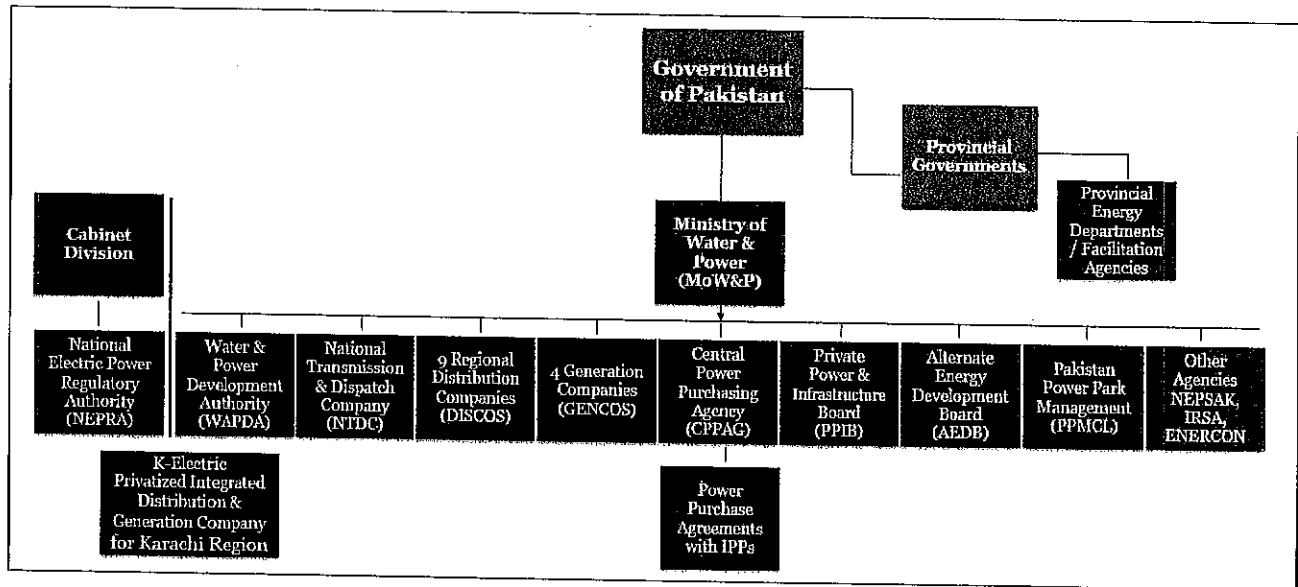 Government
of Pakistan
Provincial
Governments
Provincial
Energy
Departments
/ Facilitation
Agencies
Cabinet
Division
Ministry of
Water &
Power
(MoW&P)
National
Electric Power
Regulatory
Authority
(NEPRA)
Water &
Power
Development
Authority
(WAPDA)
National
Transmission
& Dispatch
Company
(NTDC)
9 Regional
Distribution
Companies
(DISCOS)
4 Generation
Companies
(GENCOS)
Central
Power
Purchasing
Agency
(CPPAG)
Private
Power &
Infrastructure
Board
(PPIB)
Alternate
Energy
Development
Board
(AEDB)
Pakistan
Power Park
Management
(PPMCL)
Other
Agencies
NEPSAK,
IRSA,
ENERCON
K-Electric
Privatized Integrated
Distribution &
Generation Company
for Karachi Region
Power
Purchase
Agreements
with IPPs